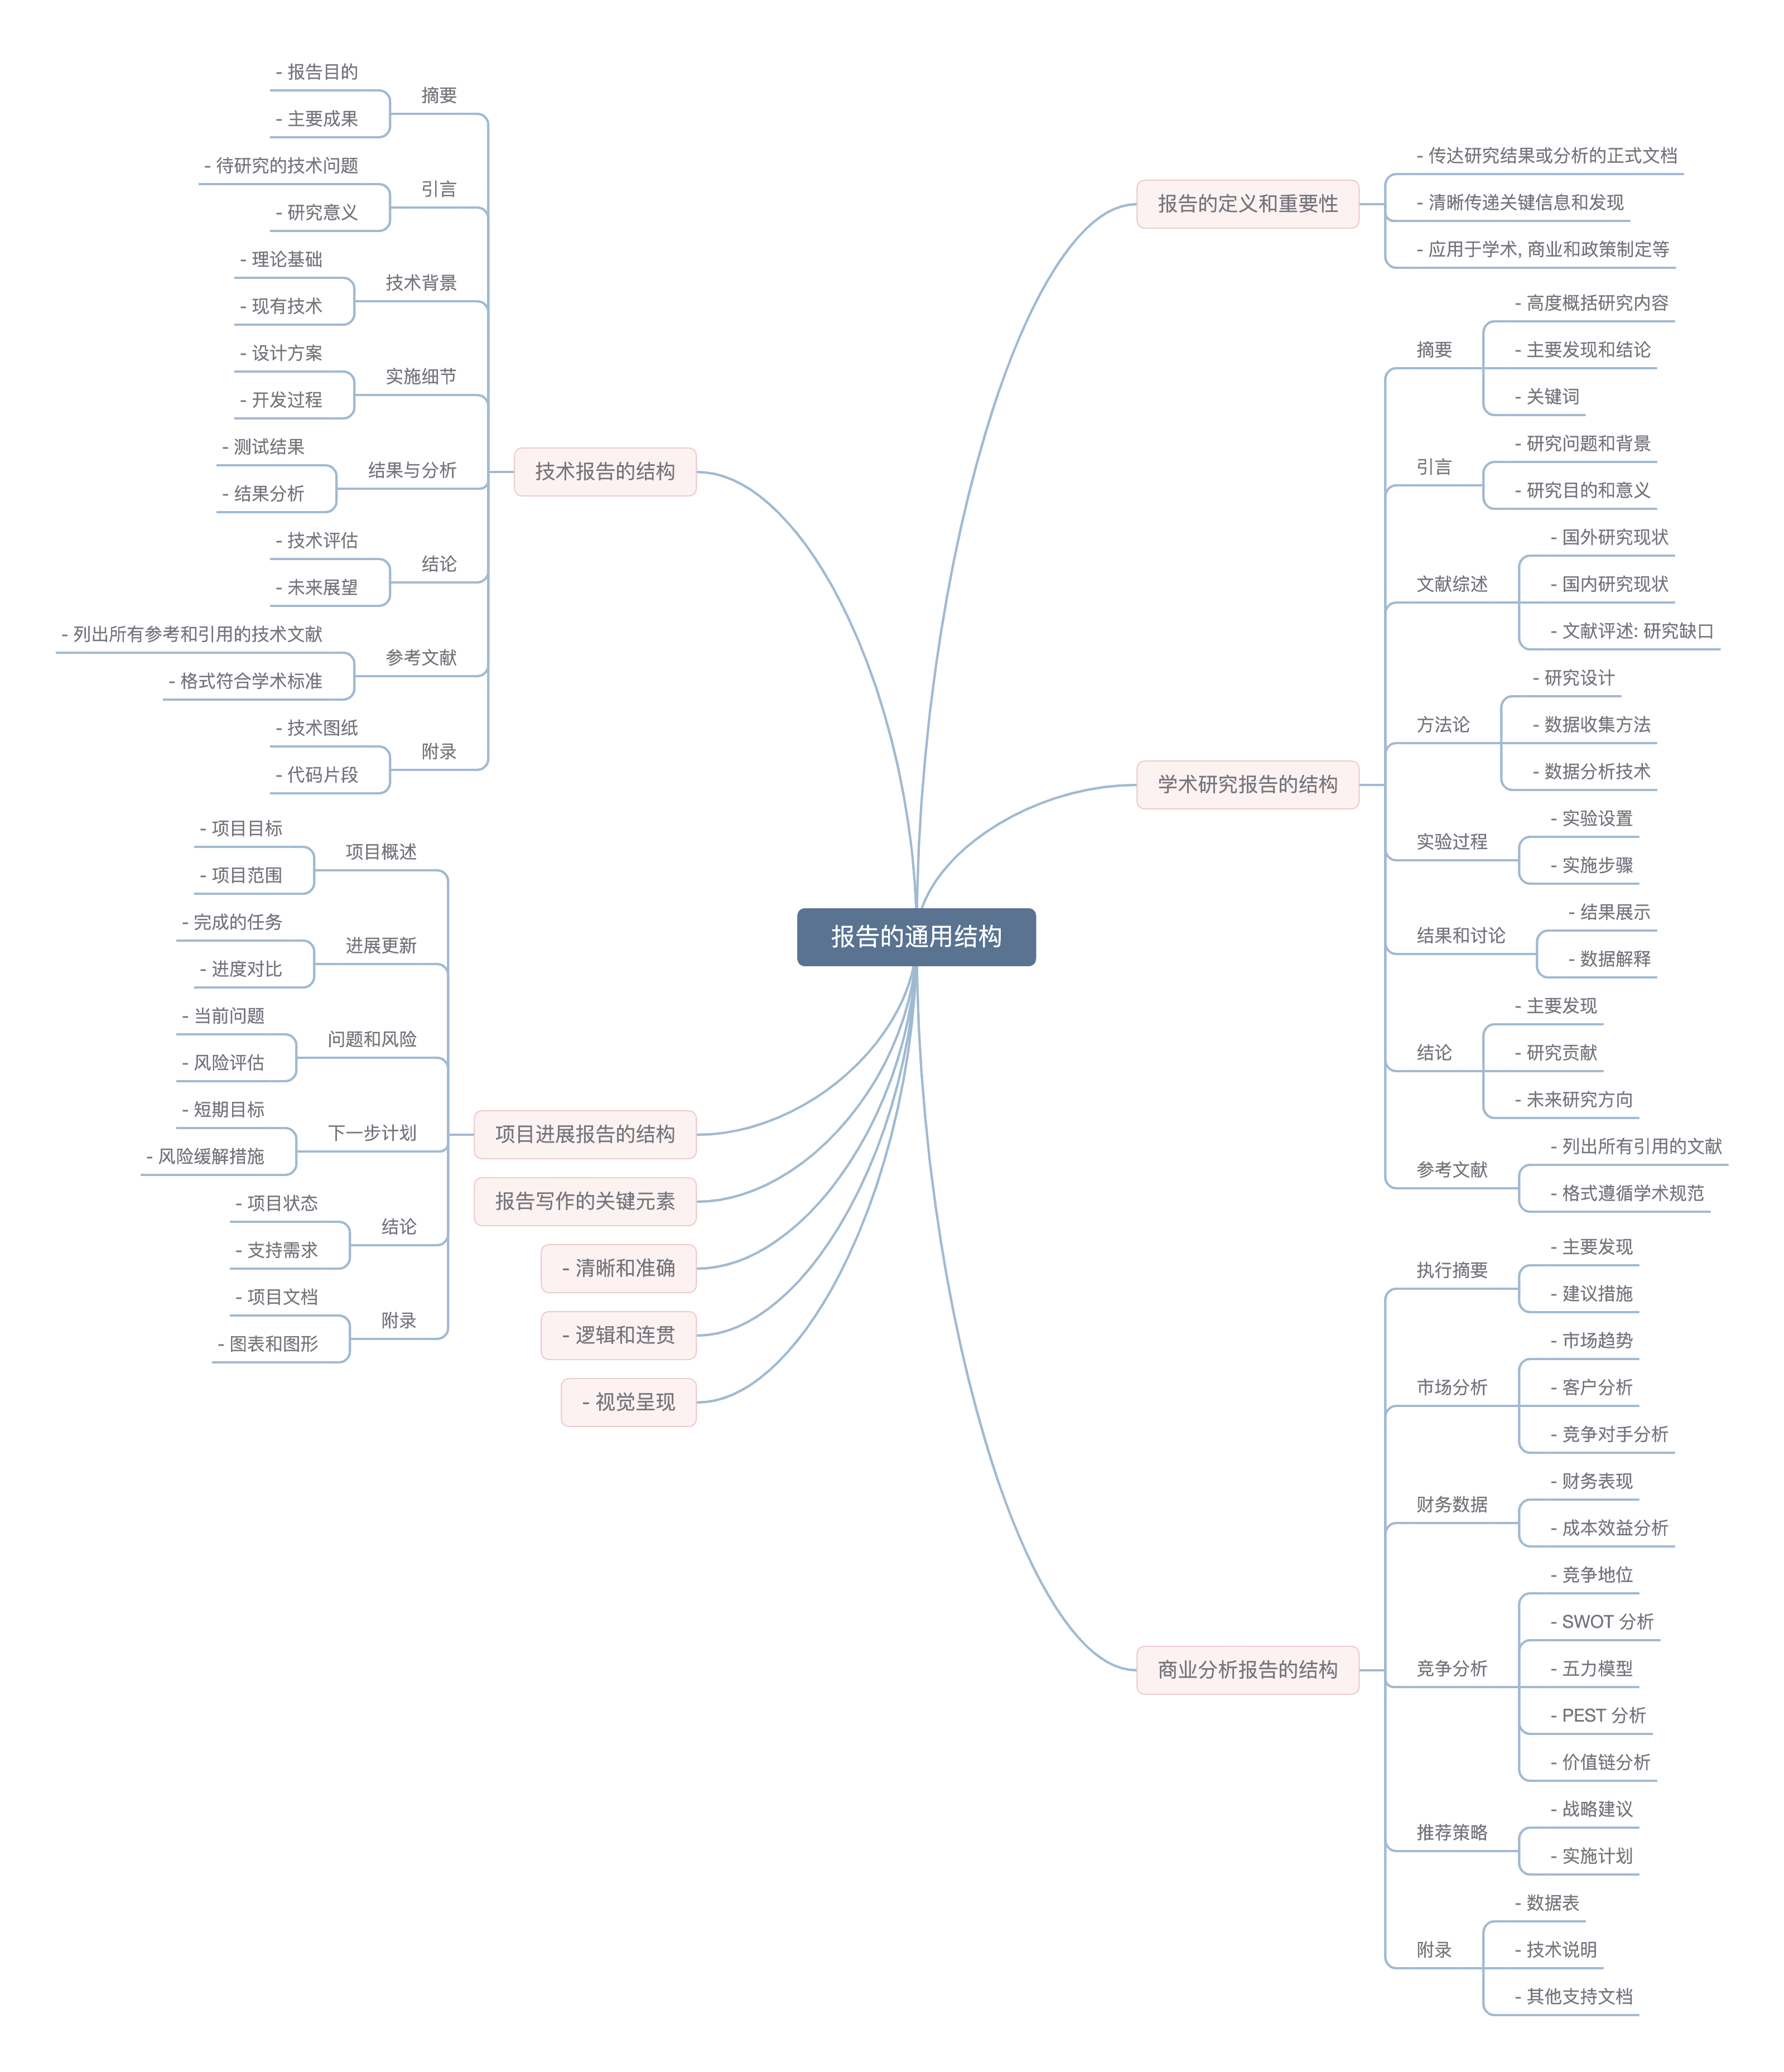 报告的通用结构
报告的定义和重要性
- 传达研究结果或分析的正式文档
- 清晰传递关键信息和发现
- 应用于学术, 商业和政策制定等
学术研究报告的结构
摘要
- 高度概括研究内容
- 主要发现和结论
- 关键词
引言
- 研究问题和背景
- 研究目的和意义
文献综述
- 国外研究现状
- 国内研究现状
- 文献评述: 研究缺口
方法论
- 研究设计
- 数据收集方法
- 数据分析技术
实验过程
- 实验设置
- 实施步骤
结果和讨论
- 结果展示
- 数据解释
结论
- 主要发现
- 研究贡献
- 未来研究方向
参考文献
- 列出所有引用的文献
- 格式遵循学术规范
商业分析报告的结构
执行摘要
- 主要发现
- 建议措施
市场分析
- 市场趋势
- 客户分析
- 竞争对手分析
财务数据
- 财务表现
- 成本效益分析
竞争分析
- 竞争地位
- SWOT 分析
- 五力模型
- PEST 分析
- 价值链分析
推荐策略
- 战略建议
- 实施计划
附录
- 数据表
- 技术说明
- 其他支持文档
技术报告的结构
摘要
- 报告目的
- 主要成果
引言
- 待研究的技术问题
- 研究意义
技术背景
- 理论基础
- 现有技术
实施细节
- 设计方案
- 开发过程
结果与分析
- 测试结果
- 结果分析
结论
- 技术评估
- 未来展望
参考文献
- 列出所有参考和引用的技术文献
- 格式符合学术标准
附录
- 技术图纸
- 代码片段
项目进展报告的结构
项目概述
- 项目目标
- 项目范围
进展更新
- 完成的任务
- 进度对比
问题和风险
- 当前问题
- 风险评估
下一步计划
- 短期目标
- 风险缓解措施
结论
- 项目状态
- 支持需求
附录
- 项目文档
- 图表和图形
报告写作的关键元素
- 清晰和准确
- 逻辑和连贯
- 视觉呈现